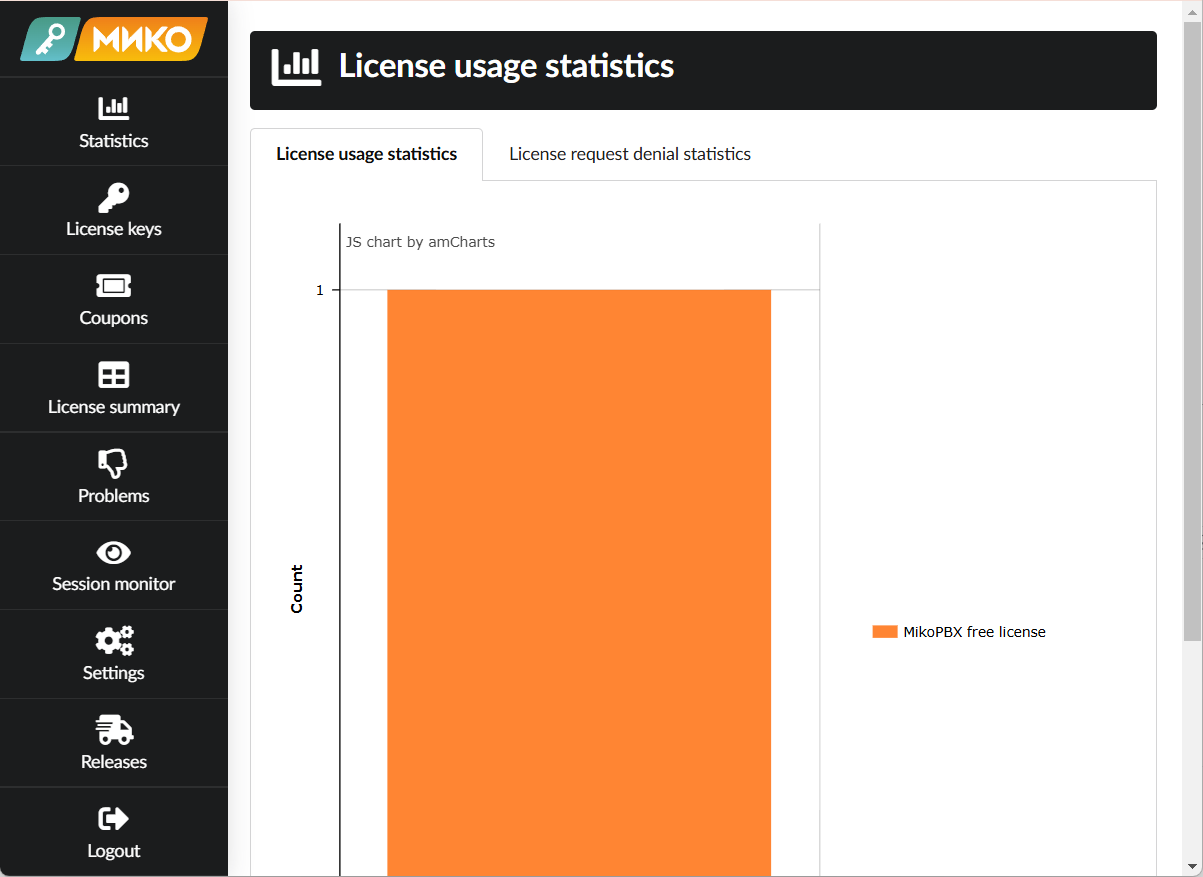 МИКО
Statistics
License keys
Coupons
License summary
Problems
Session monitor
Settings
Releases
Logout
License usage statistics
License usage statistics
License request denial statistics
JS chart by amCharts
1
Count
MikoPBX free license